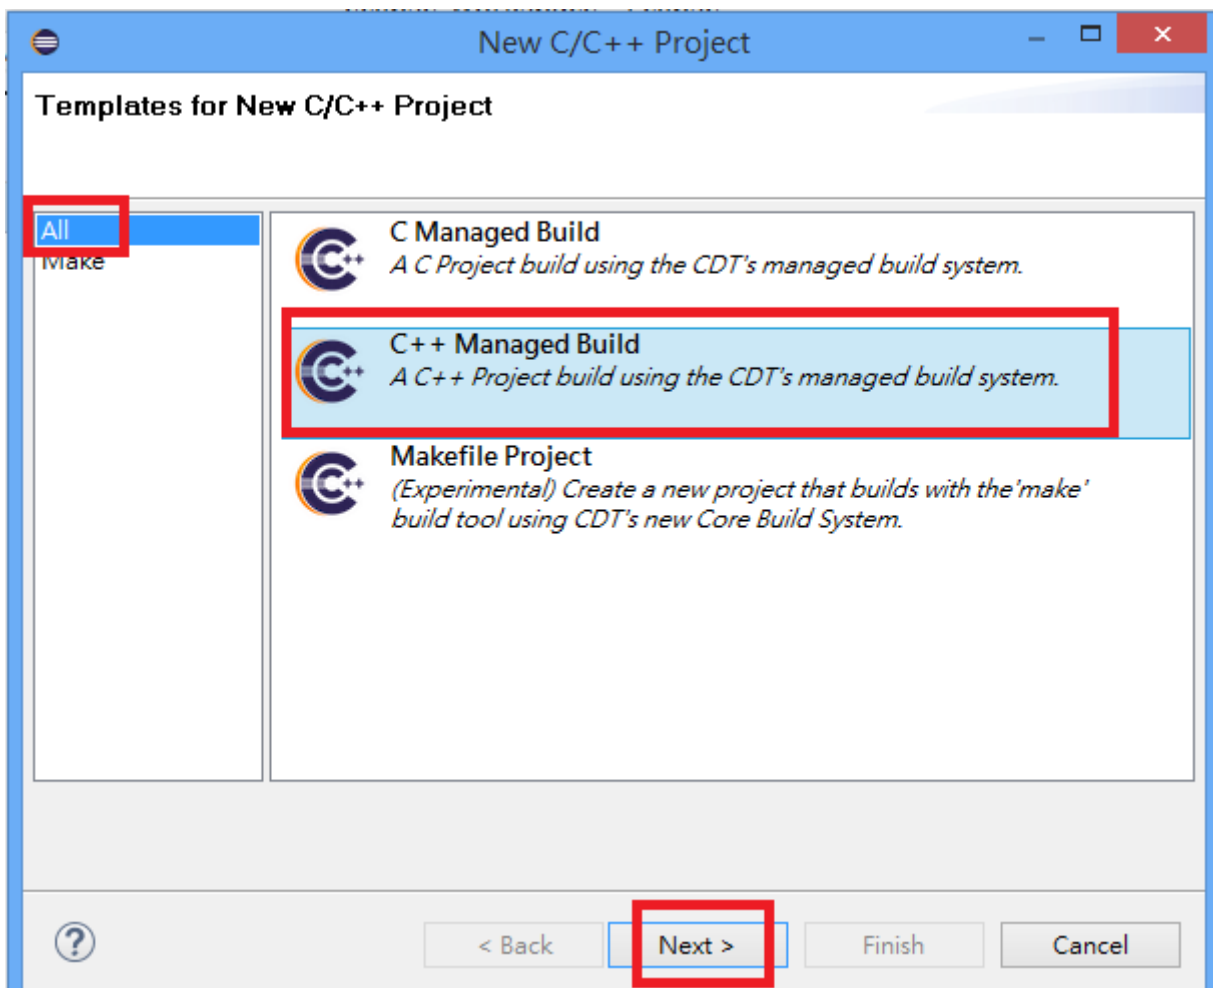 New C/C++ Project
Templates for New C/C++ Project
All
Make
C Managed Build
A C Project build using the CDT's managed build system.
C++ Managed Build
A C++ Project build using the CDT's managed build system.
Makefile Project
(Experimental) Create a new project that builds with the'make'
build tool using CDT's new Core Build System.
< Back
Next >
Finish
Cancel